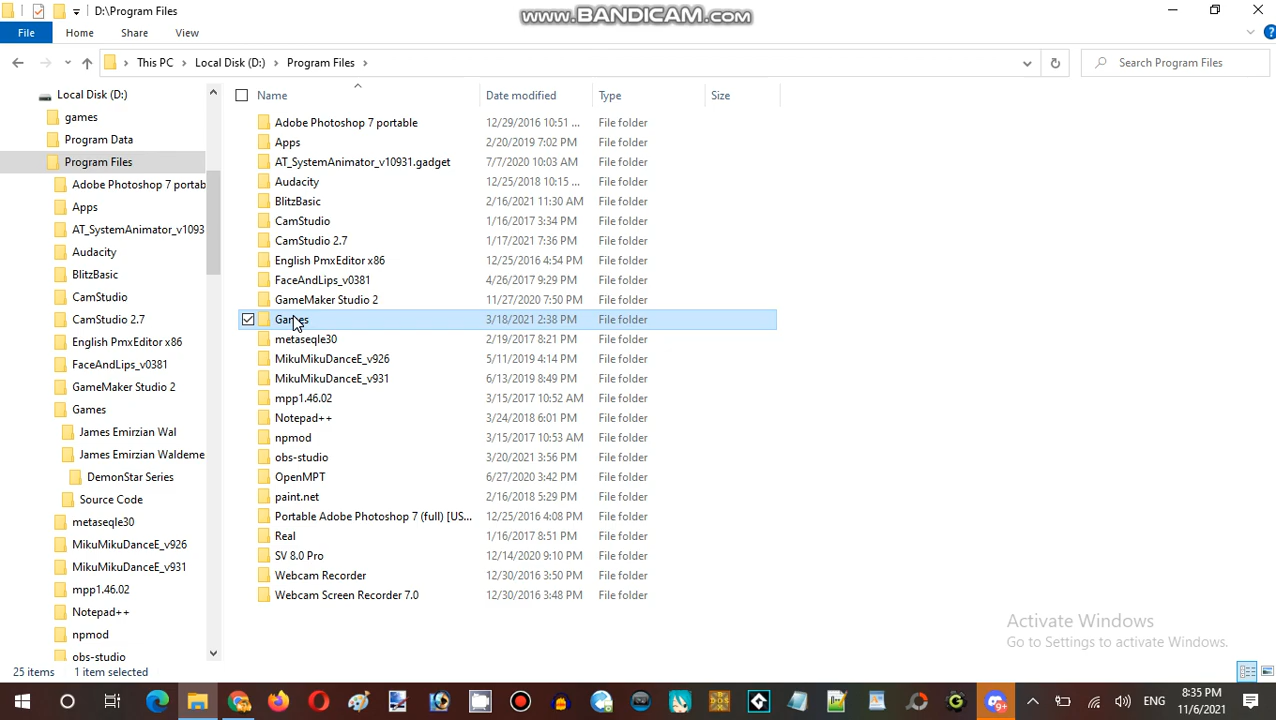 D:\Program Files
www.BANDICAM.com
File Home Share View
This PC > Local Disk (D:) > Program Files >
Search Program Files
Local Disk (D:)
games
Program Data
Program Files
Adobe Photoshop 7 portab
Apps
AT_SystemAnimator_v1093
Audacity
BlitzBasic
CamStudio
CamStudio 2.7
English PmxEditor x86
FaceAndLips_v0381
GameMaker Studio 2
Games
James Emirzian Wal
James Emirzian Waldeme
DemonStar Series
Source Code
metaseqle30
MikuMikuDanceE_v926
MikuMikuDanceE_v931
mpp1.46.02
Notepad++
npmod
obs-studio
Name Date modified Type Size
Adobe Photoshop 7 portable 12/29/2016 10:51 ... File folder
Apps 2/20/2019 7:02 PM File folder
AT_SystemAnimator_v10931.gadget 7/7/2020 10:03 AM File folder
Audacity 12/25/2018 10:15 ... File folder
BlitzBasic 2/16/2021 11:30 AM File folder
CamStudio 1/16/2017 3:34 PM File folder
CamStudio 2.7 1/17/2021 7:36 PM File folder
English PmxEditor x86 12/25/2016 4:54 PM File folder
FaceAndLips_v0381 4/26/2017 9:29 PM File folder
GameMaker Studio 2 11/27/2020 7:50 PM File folder
Games 3/18/2021 2:38 PM File folder
metaseqle30 2/19/2017 8:21 PM File folder
MikuMikuDanceE_v926 5/11/2019 4:14 PM File folder
MikuMikuDanceE_v931 6/13/2019 8:49 PM File folder
mpp1.46.02 3/15/2017 10:52 AM File folder
Notepad++ 3/24/2018 6:01 PM File folder
npmod 3/15/2017 10:53 AM File folder
obs-studio 3/20/2021 3:56 PM File folder
OpenMPT 6/27/2020 3:42 PM File folder
paint.net 2/16/2018 5:29 PM File folder
Portable Adobe Photoshop 7 (full) [US... 12/25/2016 4:08 PM File folder
Real 1/16/2017 8:51 PM File folder
SV 8.0 Pro 12/14/2020 9:10 PM File folder
Webcam Recorder 12/30/2016 3:50 PM File folder
Webcam Screen Recorder 7.0 12/30/2016 3:48 PM File folder
Activate Windows
Go to Settings to activate Windows.
25 items 1 item selected
ENG
8:35 PM
11/6/2021
9+